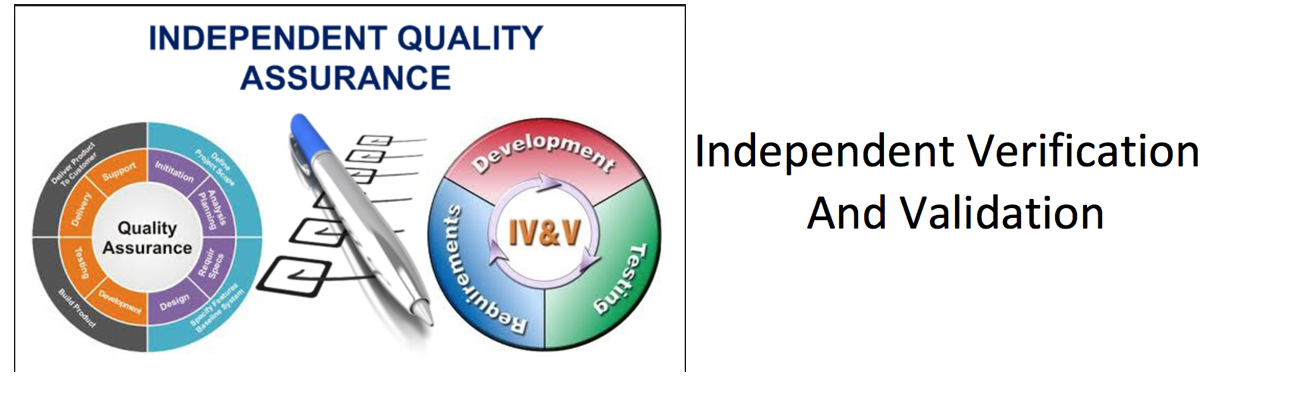 INDEPENDENT QUALITY
ASSURANCE
Deliver Product
To Customer
Define
Project Scope
Build Product
Specify Features
Baseline System
Support
Inititation
Delivery
Analysis
Planning
Testing
Requir
Specs
Development
Design
Quality
Assurance
Development
Requirements
Testing
IV&V
Independent Verification
And Validation